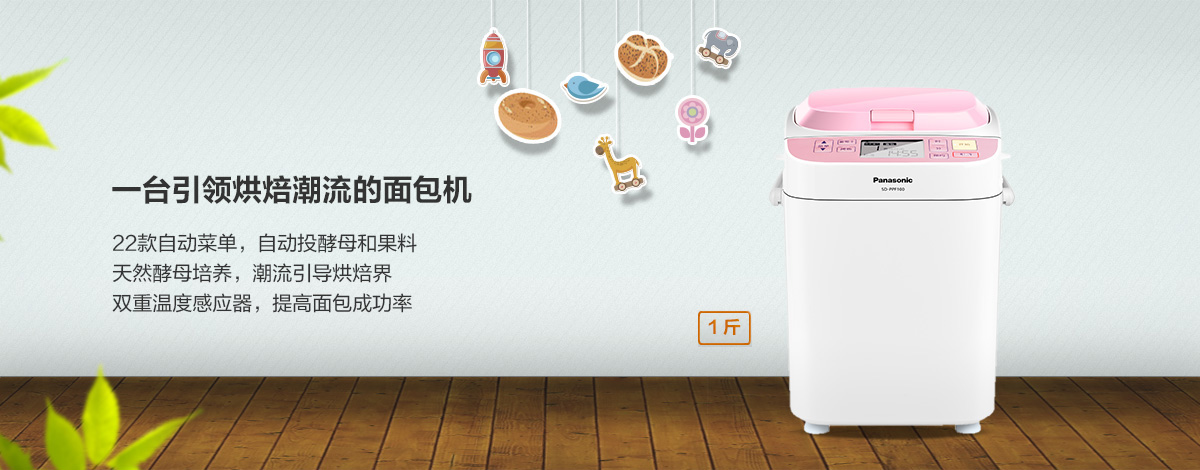 一台引领烘焙潮流的面包机
22款自动菜单，自动投酵母和果料
天然酵母培养，潮流引导烘焙界
双重温度感应器，提高面包成功率
1斤
Panasonic